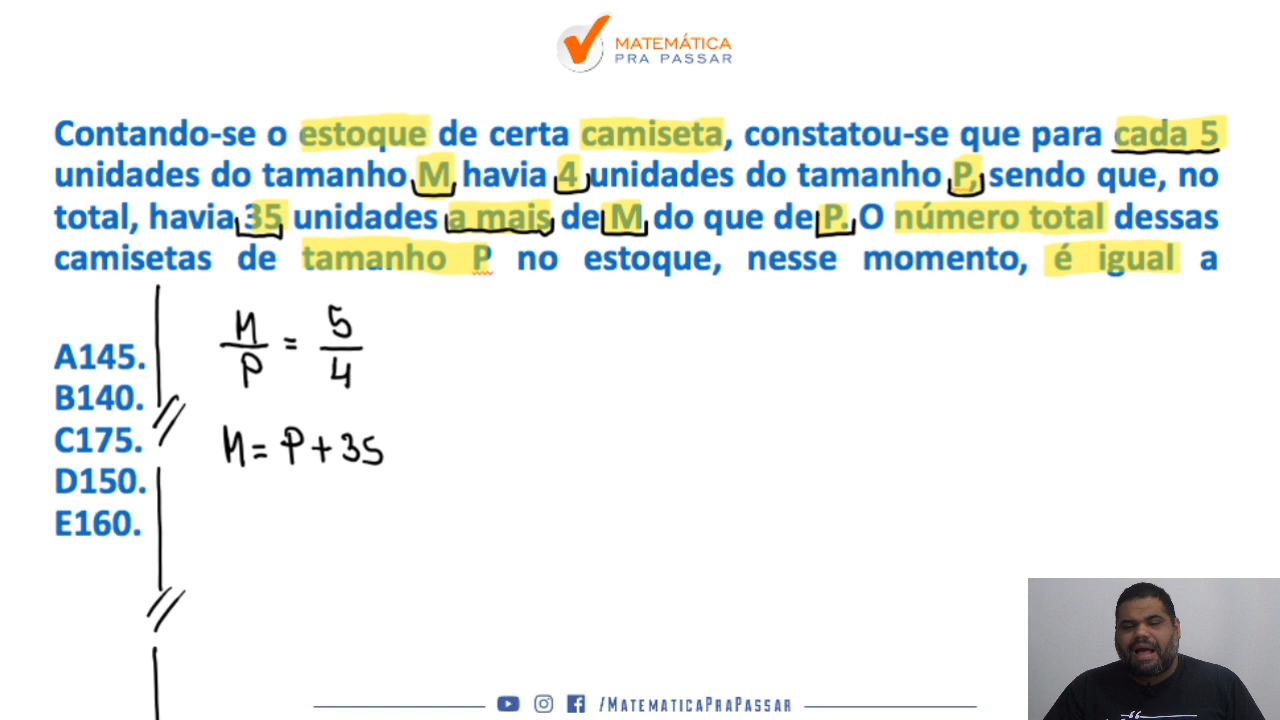 MATEMÁTICA
PRA PASSAR
Contando-se o estoque de certa camiseta, constatou-se que para cada 5
unidades do tamanho M havia 4 unidades do tamanho P, sendo que, no
total, havia 35 unidades a mais de M do que de P. O número total dessas
camisetas de tamanho P no estoque, nesse momento, é igual a
A145.
B140.
C175.
D150.
E160.
M/P = 5/4
M = P + 35
/MATEMATICAPRAPASSAR